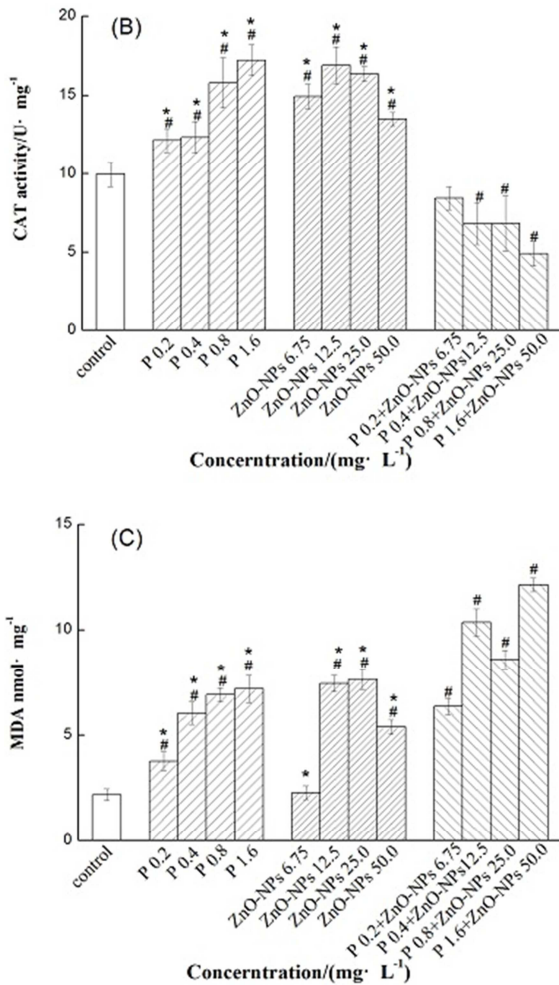 (B)
CAT activity/U· mg⁻¹
20
15
10
5
0
* # * # * # * # * # * # * # * # # # #
control
P 0.2
P 0.4
P 0.8
P 1.6
ZnO-NPs 6.75
ZnO-NPs 12.5
ZnO-NPs 25.0
ZnO-NPs 50.0
P 0.2+ZnO-NPs 6.75
P 0.4+ZnO-NPs12.5
P 0.8+ZnO-NPs 25.0
P 1.6+ZnO-NPs 50.0
Concerntration/(mg· L⁻¹)
(C)
MDA nmol· mg⁻¹
15
10
5
0
* # * # * # * # * * # * # * # # # # #
control
P 0.2
P 0.4
P 0.8
P 1.6
ZnO-NPs 6.75
ZnO-NPs 12.5
ZnO-NPs 25.0
ZnO-NPs 50.0
P 0.2+ZnO-NPs 6.75
P 0.4+ZnO-NPs12.5
P 0.8+ZnO-NPs 25.0
P 1.6+ZnO-NPs 50.0
Concerntration/(mg· L⁻¹)